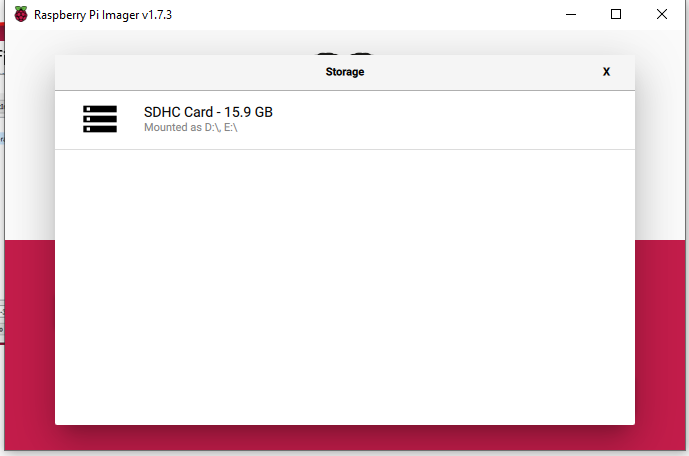 Raspberry Pi Imager v1.7.3
Storage
X
SDHC Card - 15.9 GB
Mounted as D:\, E:\